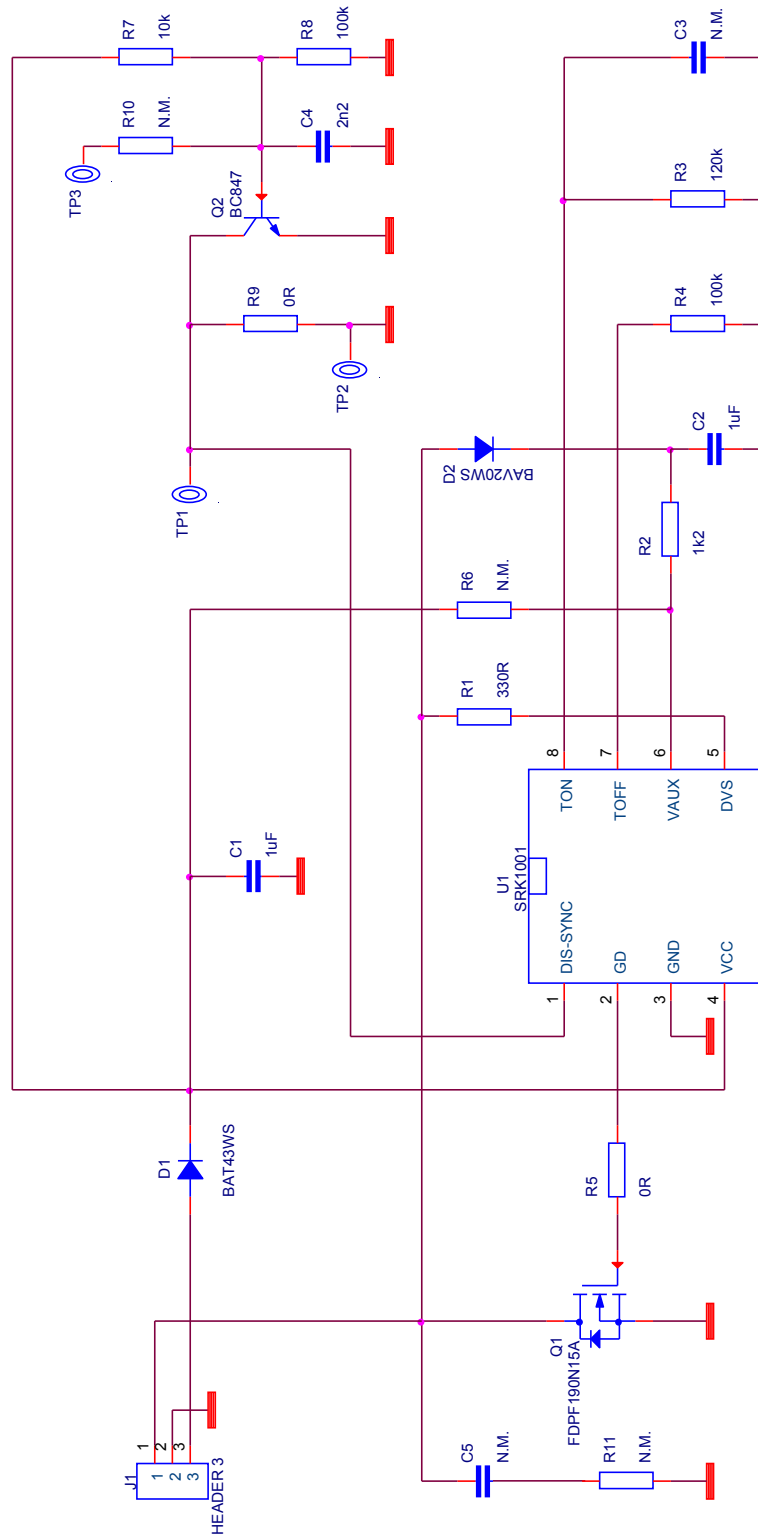 J1
1
2
3
1
2
3
HEADER 3
D1
BAT43WS
C1
1uF
R7
10k
R10
N.M.
TP3
R8
100k
C4
2n2
Q2
BC847
R9
0R
TP2
TP1
C5
N.M.
R11
N.M.
Q1
FDPF190N15A
R5
0R
U1
SRK1001
1
DIS-SYNC
2
GD
3
GND
4
VCC
8
TON
7
TOFF
6
VAUX
5
DVS
R1
330R
R6
N.M.
D2
BAV20WS
R2
1k2
C2
1uF
R4
100k
R3
120k
C3
N.M.